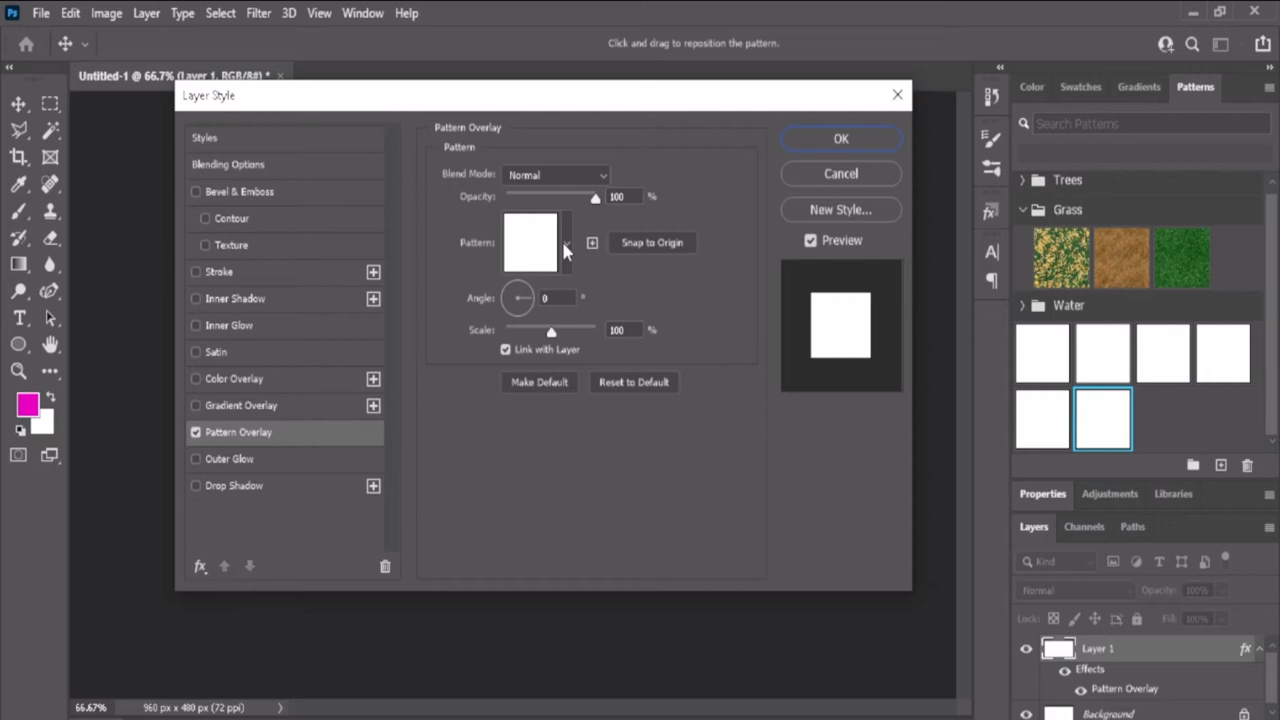 Ps File Edit Image Layer Type Select Filter 3D View Window Help
Click and drag to reposition the pattern.
Untitled-1 @ 66.7% (Layer 1, RGB/8#) *
Layer Style
Styles
Blending Options
Bevel & Emboss
Contour
Texture
Stroke
Inner Shadow
Inner Glow
Satin
Color Overlay
Gradient Overlay
Pattern Overlay
Outer Glow
Drop Shadow
fx
Pattern Overlay
Pattern
Blend Mode: Normal
Opacity: 100 %
Pattern: Snap to Origin
Angle: 0 °
Scale: 100 %
Link with Layer
Make Default Reset to Default
OK
Cancel
New Style...
Preview
Color Swatches Gradients Patterns
Search Patterns
Trees
Grass
Water
Properties Adjustments Libraries
Layers Channels Paths
Kind
Normal Opacity: 100%
Lock: Fill: 100%
Layer 1 fx
Effects
Pattern Overlay
Background
66.67% 960 px x 480 px (72 ppi)